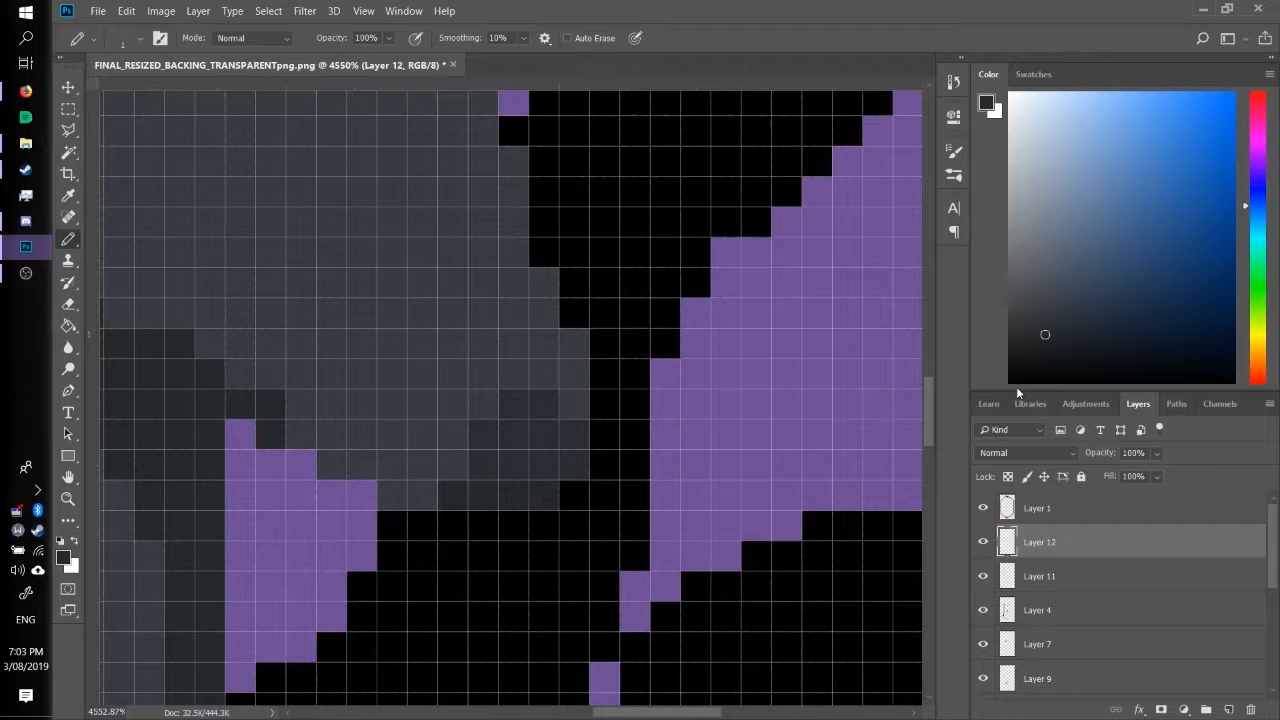 Ps File Edit Image Layer Type Select Filter 3D View Window Help
1 Mode: Normal Opacity: 100% Smoothing: 10% Auto Erase
FINAL_RESIZED_BACKING_TRANSPARENTpng.png @ 4550% (Layer 12, RGB/8) *
Color Swatches
Ps
1
Learn Libraries Adjustments Layers Paths Channels
Kind
Normal Opacity: 100%
Lock: Fill: 100%
Layer 1
Layer 12
Layer 11
Layer 4
Layer 7
Layer 9
ENG
7:03 PM
3/08/2019
4552.87% Doc: 32.5K/444.3K